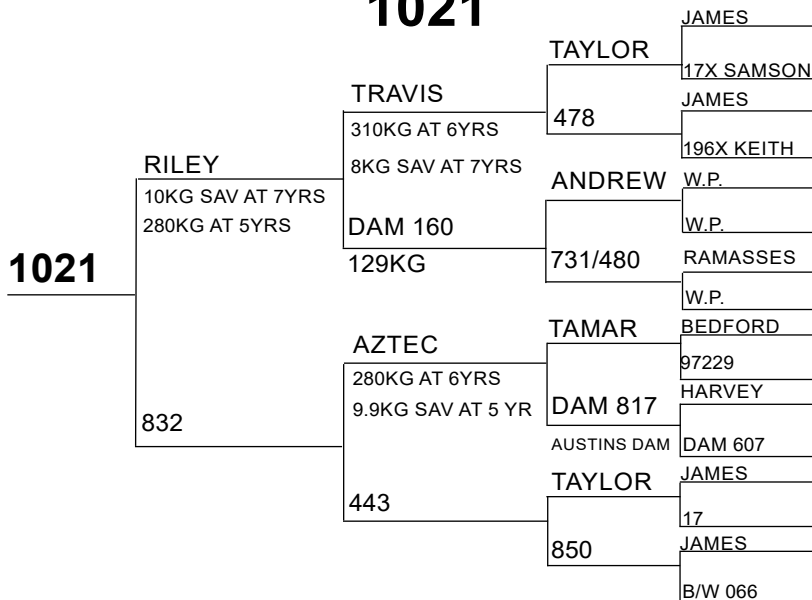 1021
1021
RILEY
10KG SAV AT 7YRS
280KG AT 5YRS
832
TRAVIS
310KG AT 6YRS
8KG SAV AT 7YRS
DAM 160
129KG
AZTEC
280KG AT 6YRS
9.9KG SAV AT 5 YR
443
TAYLOR
478
ANDREW
731/480
TAMAR
DAM 817
AUSTINS DAM
TAYLOR
850
JAMES
17X SAMSON
JAMES
196X KEITH
W.P.
W.P.
RAMASSES
W.P.
BEDFORD
97229
HARVEY
DAM 607
JAMES
17
JAMES
B/W 066